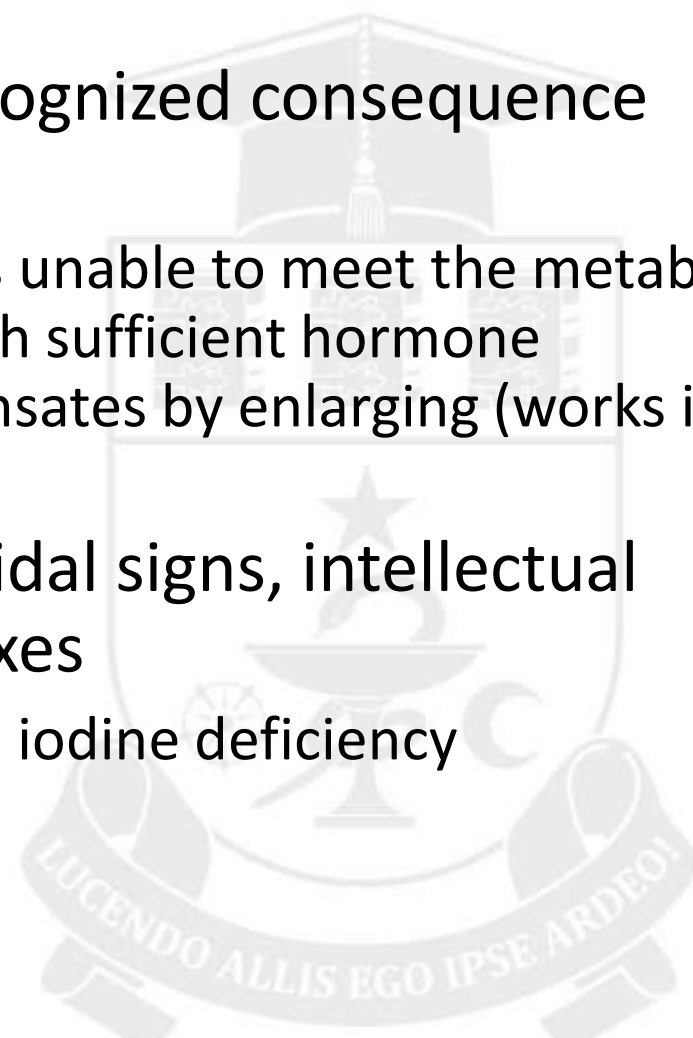 ognized consequence
s unable to meet the metab
h sufficient hormone
nsates by enlarging (works i
idal signs, intellectual
xes
iodine deficiency
LUCENDO ALLIS EGO IPSE ARDEO!